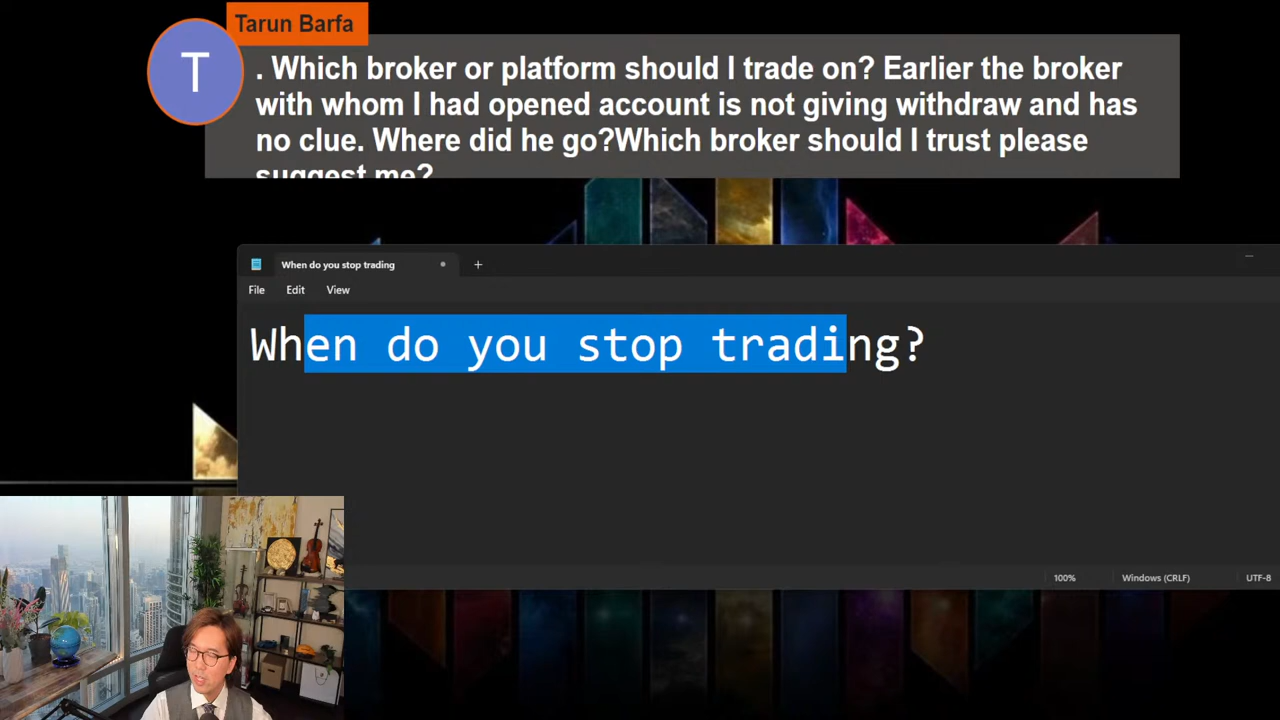 Tarun Barfa
T
. Which broker or platform should I trade on? Earlier the broker
with whom I had opened account is not giving withdraw and has
no clue. Where did he go?Which broker should I trust please
suggest me?
When do you stop trading
File Edit View
When do you stop trading?
100% Windows (CRLF) UTF-8